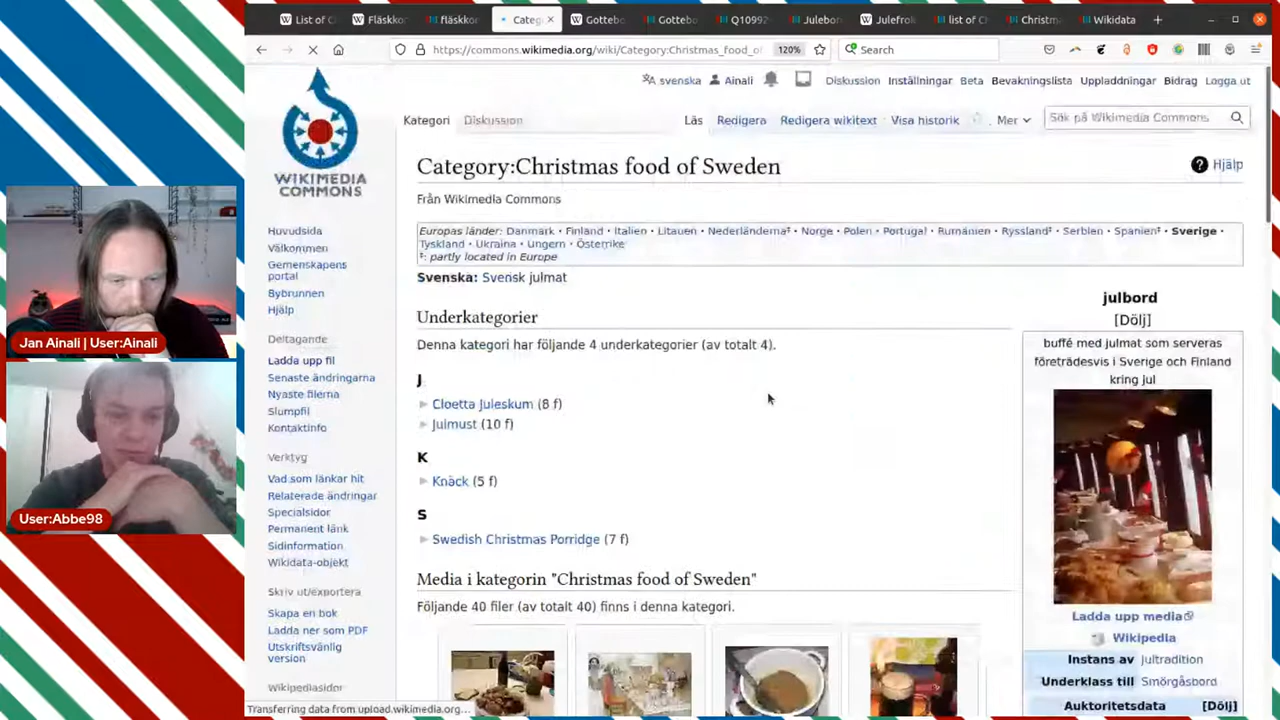 List of C
Fläskkor
fläskkor
Categ
Gottebo
Gottebo
Q10992
Julebor
Julefrok
list of Ch
Christm
Wikidata
https://commons.wikimedia.org/wiki/Category:Christmas_food_of
120%
Search
svenska Ainali Diskussion Inställningar Beta Bevakningslista Uppladdningar Bidrag Logga ut
Kategori Diskussion Läs Redigera Redigera wikitext Visa historik Mer
Sök på Wikimedia Commons
WIKIMEDIA
COMMONS
Category:Christmas food of Sweden
Hjälp
Från Wikimedia Commons
Europas länder: Danmark · Finland · Italien · Litauen · Nederländerna‡ · Norge · Polen · Portugal · Rumänien · Ryssland‡ · Serbien · Spanien‡ · Sverige ·
Tyskland · Ukraina · Ungern · Österrike
‡: partly located in Europe
Svenska: Svensk julmat
Underkategorier
Denna kategori har följande 4 underkategorier (av totalt 4).
J
Cloetta Juleskum (8 f)
Julmust (10 f)
K
Knäck (5 f)
S
Swedish Christmas Porridge (7 f)
Media i kategorin "Christmas food of Sweden"
Följande 40 filer (av totalt 40) finns i denna kategori.
julbord
[Dölj]
buffé med julmat som serveras
företrädesvis i Sverige och Finland
kring jul
Ladda upp media
Wikipedia
Instans av Jultradition
Underklass till Smörgåsbord
Auktoritetsdata [Dölj]
Huvudsida
Välkommen
Gemenskapens
portal
Bybrunnen
Hjälp
Deltagande
Ladda upp fil
Senaste ändringarna
Nyaste filerna
Slumpfil
Kontaktinfo
Verktyg
Vad som länkar hit
Relaterade ändringar
Specialsidor
Permanent länk
Sidinformation
Wikidata-objekt
Skriv ut/exportera
Skapa en bok
Ladda ner som PDF
Utskriftsvänlig
version
Wikipediasidor
Transferring data from upload.wikimedia.org...
Jan Ainali | User:Ainali
User:Abbe98